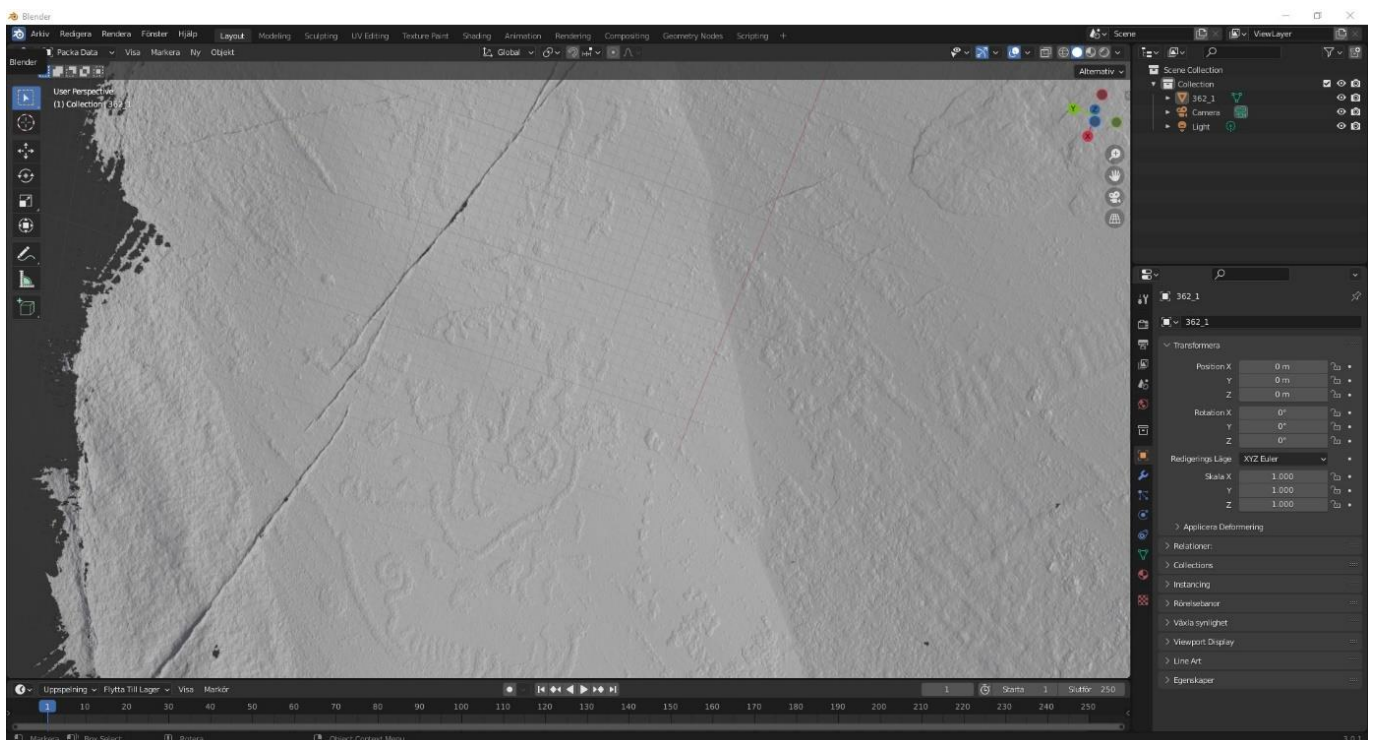 Blender
Arkiv Redigera Rendera Fönster Hjälp Layout Modeling Sculpting UV Editing Texture Paint Shading Animation Rendering Compositing Geometry Nodes Scripting + Scene ViewLayer
Packa Data Visa Markera Ny Objekt Global
Blender
Alternativ
User Perspective
(1) Collection | 362_1
Y
Z
X
Scene Collection
Collection
362_1
Camera
Light
362_1
362_1
Transformera
Position X 0 m
Y 0 m
Z 0 m
Rotation X 0°
Y 0°
Z 0°
Redigerings Läge XYZ Euler
Skala X 1.000
Y 1.000
Z 1.000
Applicera Deformering
Relationer:
Collections
Instancing
Rörelsebanor
Växla synlighet
Viewport Display
Line Art
Egenskaper
Uppspelning Flytta Till Lager Visa Markör 1 Starta 1 Slutför 250
1 10 20 30 40 50 60 70 80 90 100 110 120 130 140 150 160 170 180 190 200 210 220 230 240 250
Markera Box Select Rotera Object Context Menu 3.0.1